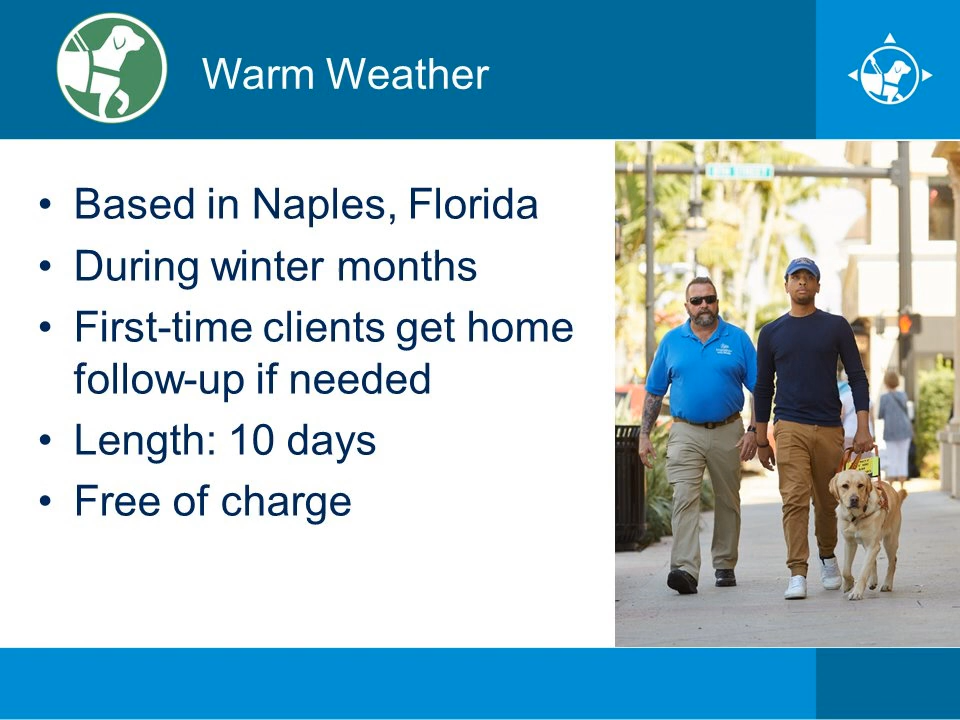 Warm Weather
• Based in Naples, Florida
• During winter months
• First-time clients get home
follow-up if needed
• Length: 10 days
• Free of charge